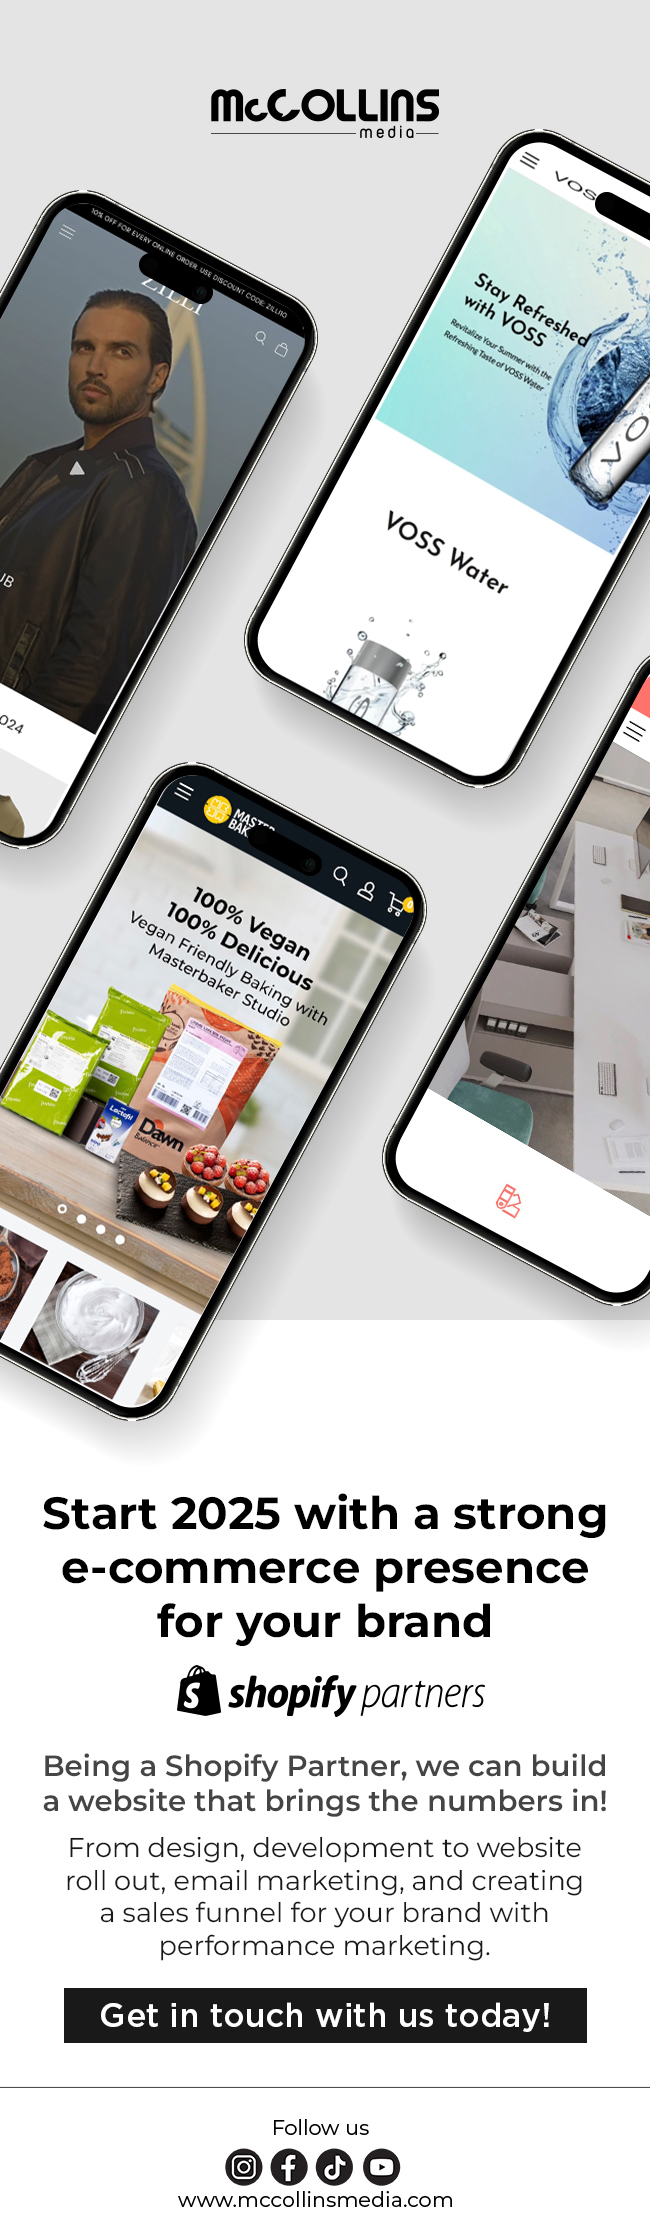 McCOLLINS
media
10% OFF FOR EVERY ONLINE ORDER. USE DISCOUNT CODE: ZILLI10
ZILLI
UB
024
VOSS
Stay Refreshed
with VOSS
Revitalize Your Summer with the
Refreshing Taste of VOSS Water
VO
VOSS Water
MASTER
BAK
100% Vegan
100% Delicious
Vegan Friendly Baking with
Masterbaker Studio
Lactofil
Dawn
Balance
Start 2025 with a strong
e-commerce presence
for your brand
shopify partners
Being a Shopify Partner, we can build
a website that brings the numbers in!
From design, development to website
roll out, email marketing, and creating
a sales funnel for your brand with
performance marketing.
Get in touch with us today!
Follow us
www.mccollinsmedia.com